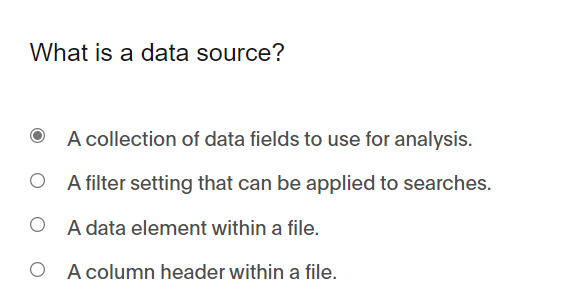 What is a data source?
A collection of data fields to use for analysis.
A filter setting that can be applied to searches.
A data element within a file.
A column header within a file.